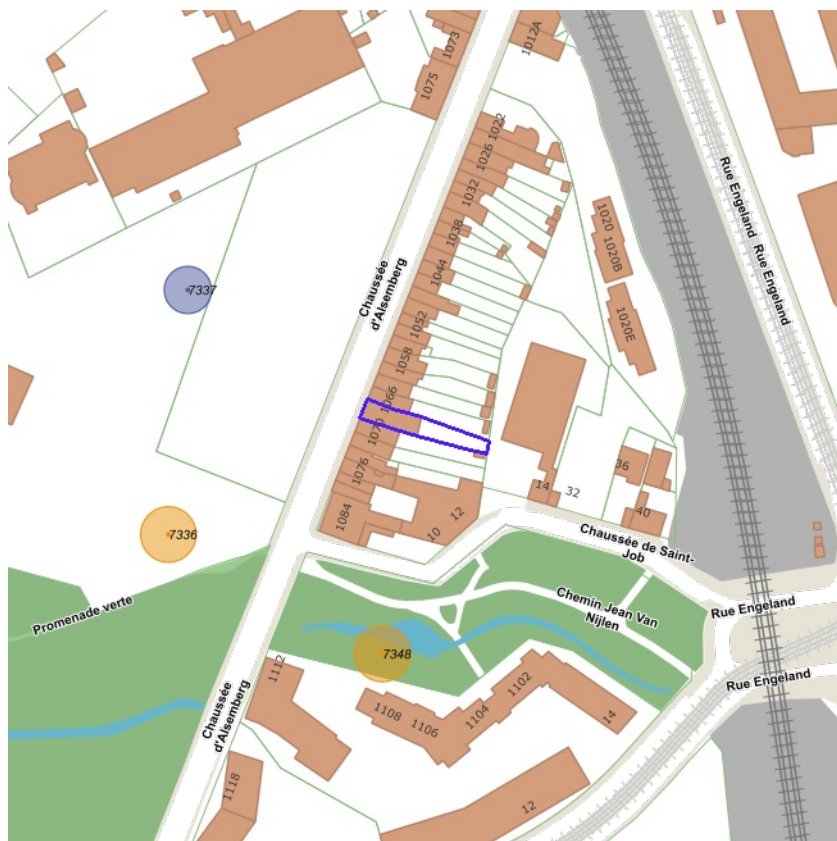 1073
1012A
1075
1022
1026
1032
1038
1044
1052
1058
1066
1070
1076
1084
Rue Engeland
Rue Engeland
1020
1020B
1020E
Chaussée
d'Alsemberg
7337
7336
14
32
36
40
12
10
Chaussée de Saint-
Job
Chemin Jean Van
Nijlen
Rue Engeland
Rue Engeland
Promenade verte
7348
1112
1108
1106
1104
1102
14
Chaussée
d'Alsemberg
1118
12